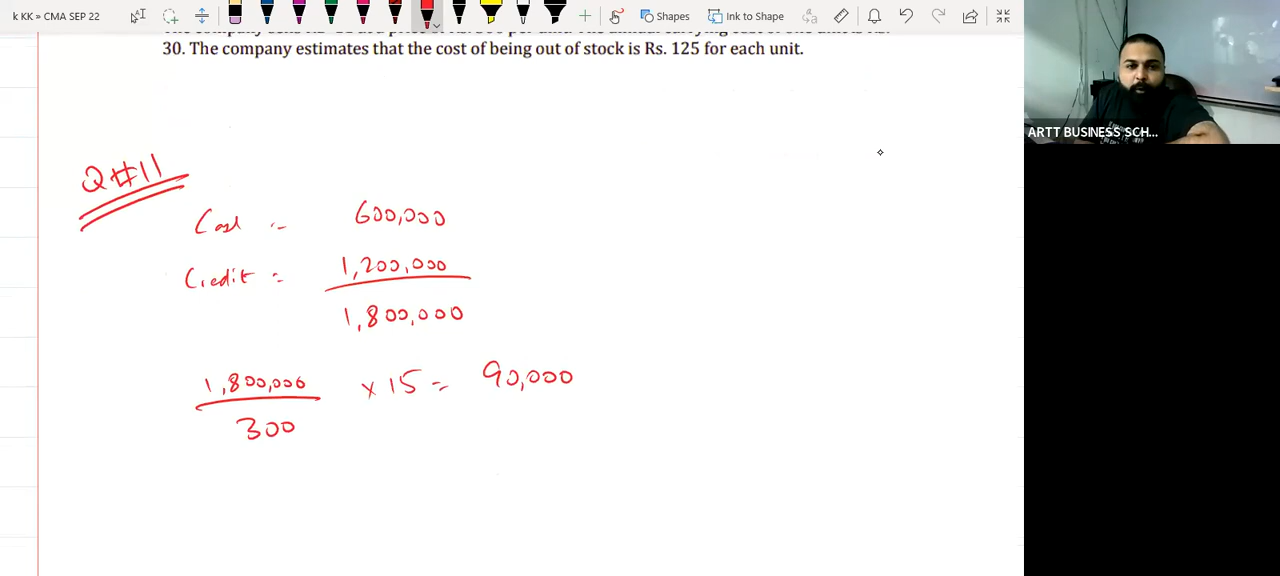 k KK » CMA SEP 22
Shapes
Ink to Shape
30. The company estimates that the cost of being out of stock is Rs. 125 for each unit.
ARTT BUSINESS SCH...
Q#11
Cash = 600,000
Credit = 1,200,000
1,800,000
1,800,000 × 15 = 90,000
300